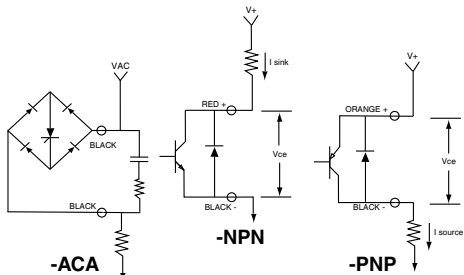 VAC
BLACK
BLACK
-ACA
V+
I sink
RED +
Vce
BLACK -
-NPN
V+
ORANGE +
Vce
BLACK -
I source
-PNP